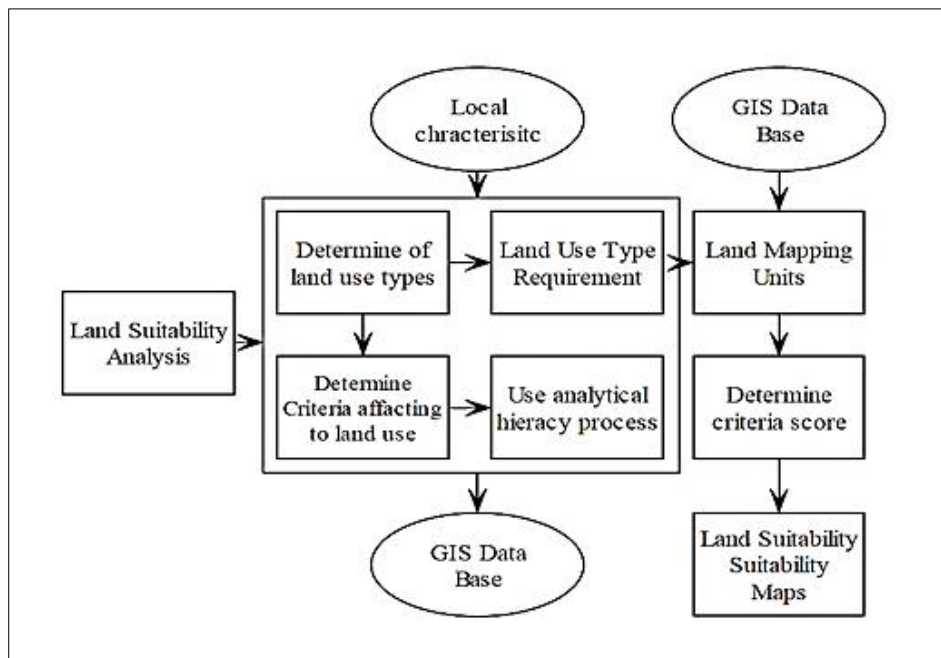 Local
chracterisitc
GIS Data
Base
Determine of
land use types
Land Use Type
Requirement
Land Mapping
Units
Land Suitability
Analysis
Determine
Criteria affacting
to land use
Use analytical
hieracy process
Determine
criteria score
GIS Data
Base
Land Suitability
Suitability
Maps